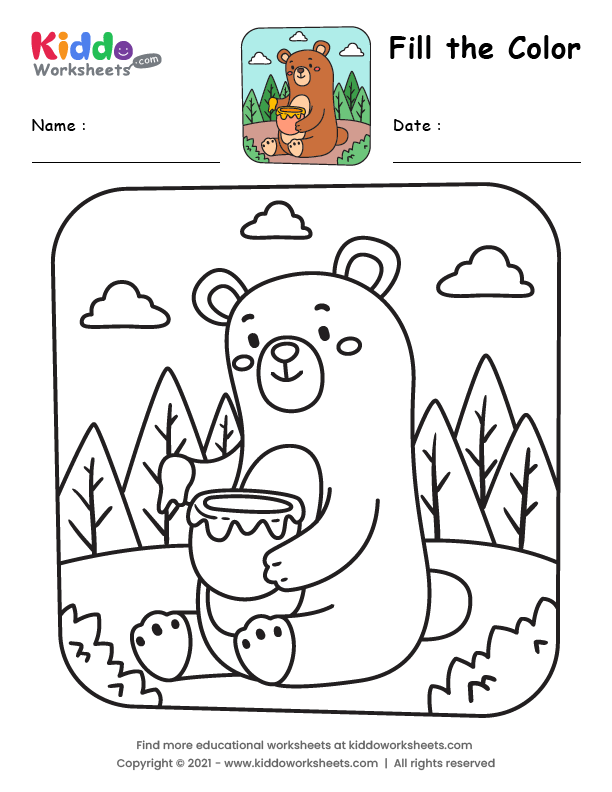 Kiddo
Worksheets .com
Fill the Color
Name :
Date :
Find more educational worksheets at kiddoworksheets.com
Copyright © 2021 - www.kiddoworksheets.com | All rights reserved